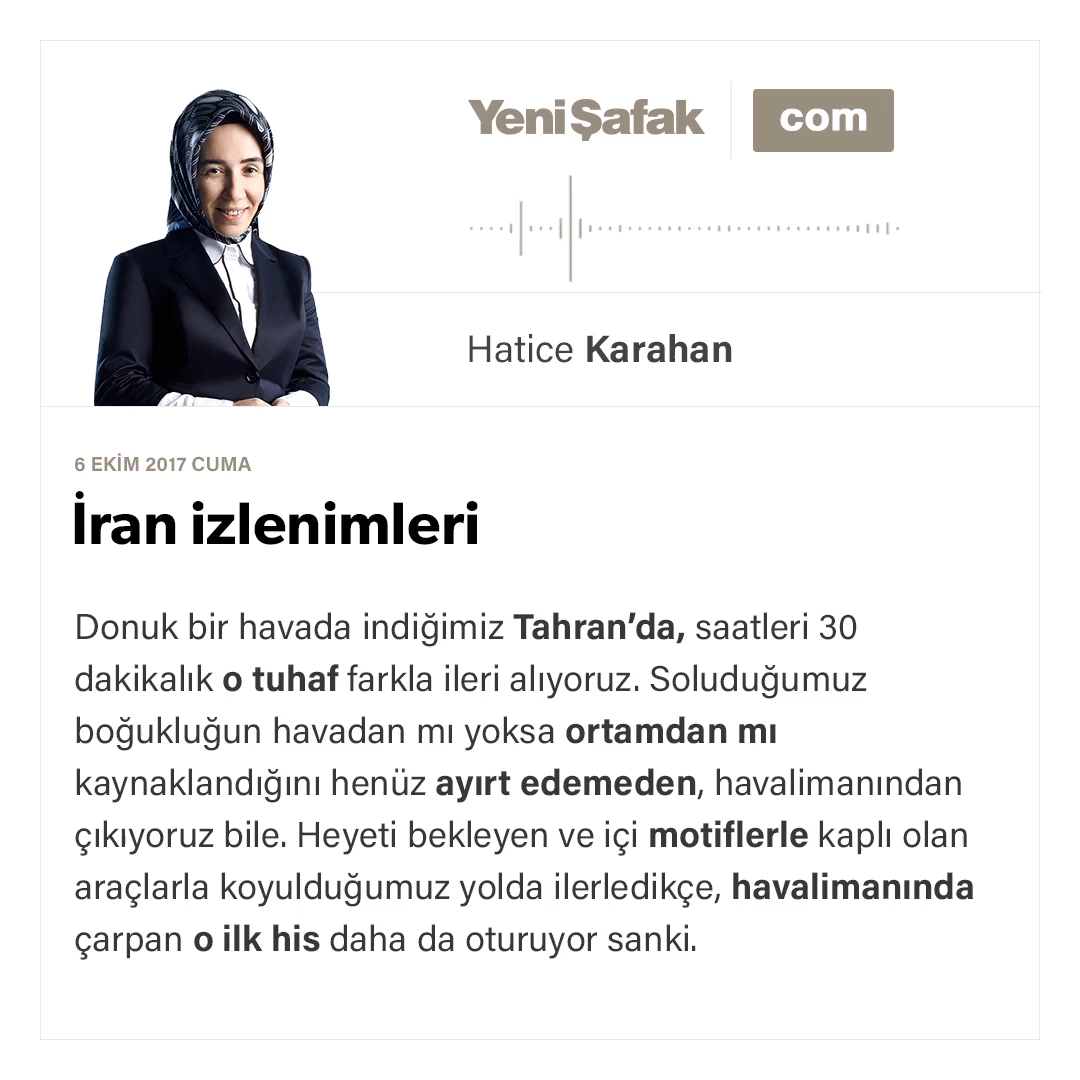 YeniŞafak com
Hatice Karahan
6 EKİM 2017 CUMA
İran izlenimleri
Donuk bir havada indiğimiz Tahran’da, saatleri 30
dakikalık o tuhaf farkla ileri alıyoruz. Soluduğumuz
boğukluğun havadan mı yoksa ortamdan mı
kaynaklandığını henüz ayırt edemeden, havalimanından
çıkıyoruz bile. Heyeti bekleyen ve içi motiflerle kaplı olan
araçlarla koyulduğumuz yolda ilerledikçe, havalimanında
çarpan o ilk his daha da oturuyor sanki.